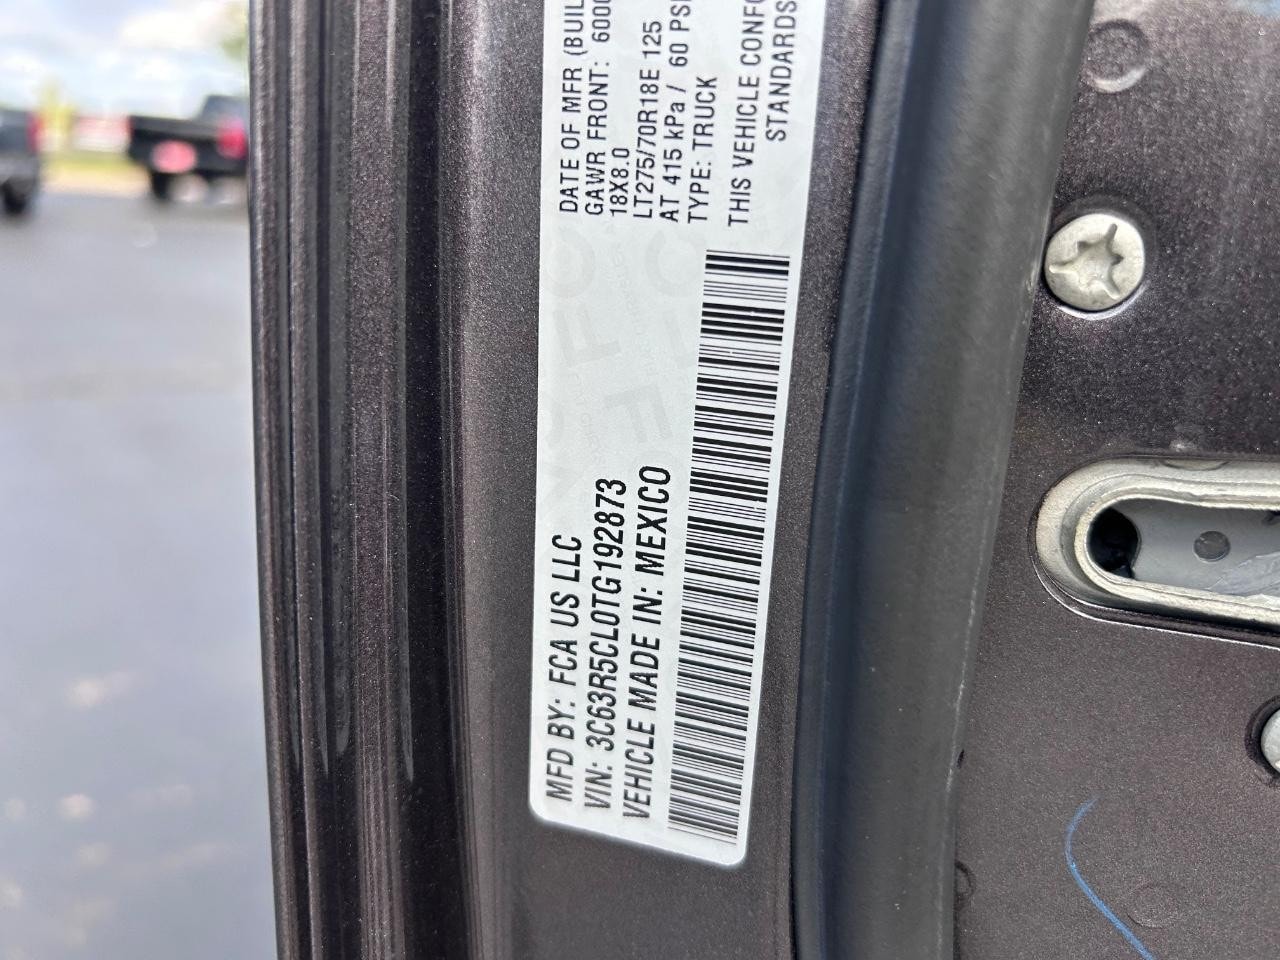 MFD BY: FCA US LLC
VIN: 3C63R5CL0TG192873
VEHICLE MADE IN: MEXICO
DATE OF MFR (BUIL
GAWR FRONT: 600
18X8.0
LT275/70R18E 125
AT 415 kPa / 60 PSI
TYPE: TRUCK
THIS VEHICLE CONFO
STANDARDS